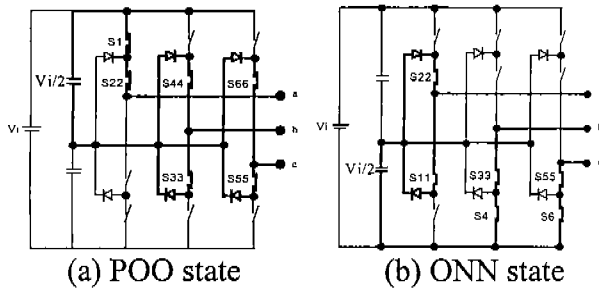 S1
Vi/2
S22
S44
S66
a
Vi
b
S33
S55
c
(a) POO state
S22
Vi
Vi/2
S11
S33
S55
S4
S6
(b) ONN state